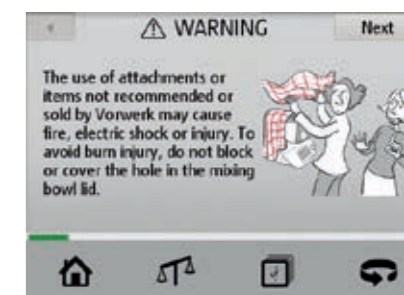 WARNING
Next
The use of attachments or
items not recommended or
sold by Vorwerk may cause
fire, electric shock or injury. To
avoid burn injury, do not block
or cover the hole in the mixing
bowl lid.